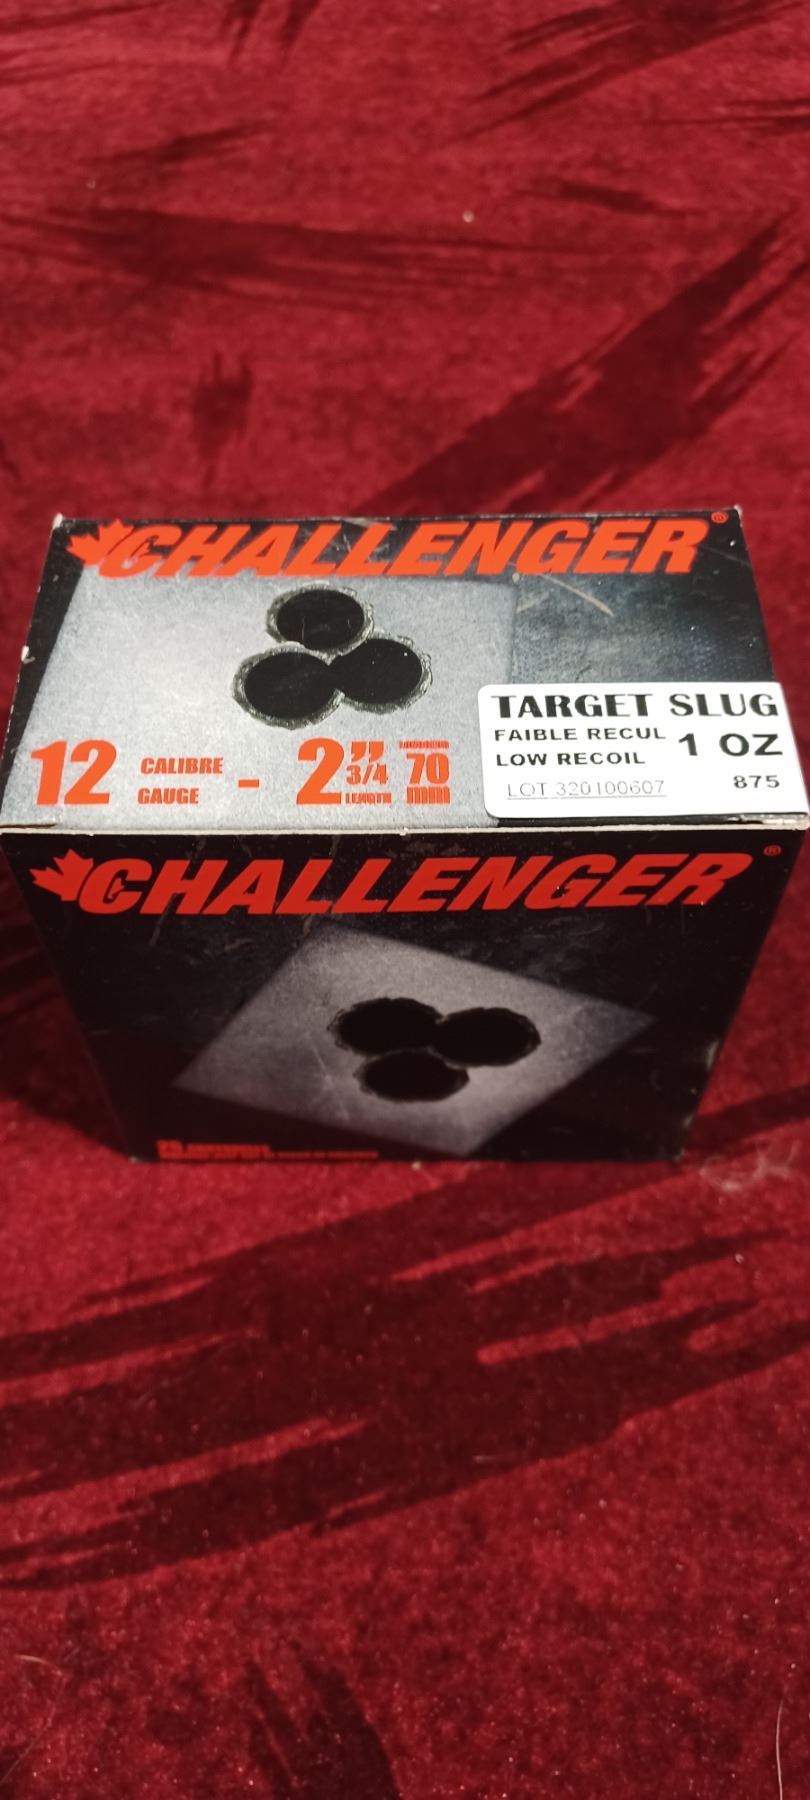 CHALLENGER®
TARGET SLUG
FAIBLE RECUL
LOW RECOIL
1 OZ
LOT 320100607
875
12 CALIBRE GAUGE - 2 3/4" LENGTH 70 mm
CHALLENGER®